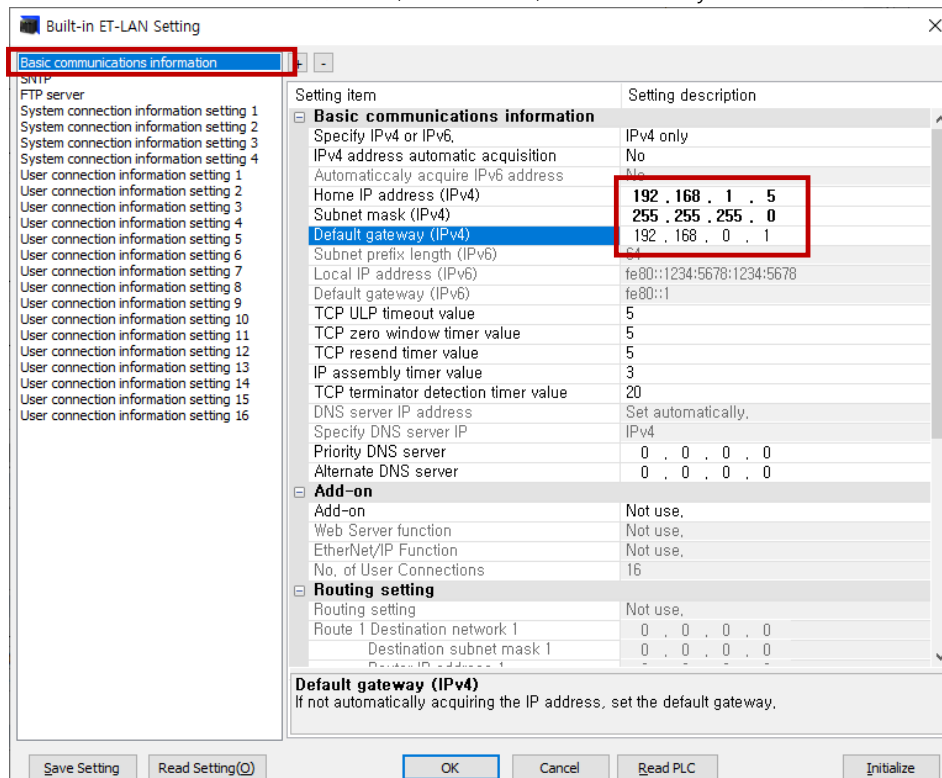 Built-in ET-LAN Setting
Basic communications information
SNTP
FTP server
System connection information setting 1
System connection information setting 2
System connection information setting 3
System connection information setting 4
User connection information setting 1
User connection information setting 2
User connection information setting 3
User connection information setting 4
User connection information setting 5
User connection information setting 6
User connection information setting 7
User connection information setting 8
User connection information setting 9
User connection information setting 10
User connection information setting 11
User connection information setting 12
User connection information setting 13
User connection information setting 14
User connection information setting 15
User connection information setting 16
+ -
Setting item Setting description
Basic communications information
Specify IPv4 or IPv6, IPv4 only
IPv4 address automatic acquisition No
Automaticcaly acquire IPv6 address No
Home IP address (IPv4) 192 . 168 . 1 . 5
Subnet mask (IPv4) 255 . 255 . 255 . 0
Default gateway (IPv4) 192 . 168 . 0 . 1
Subnet prefix length (IPv6) 64
Local IP address (IPv6) fe80::1234:5678:1234:5678
Default gateway (IPv6) fe80::1
TCP ULP timeout value 5
TCP zero window timer value 5
TCP resend timer value 5
IP assembly timer value 3
TCP terminator detection timer value 20
DNS server IP address Set automatically,
Specify DNS server IP IPv4
Priority DNS server 0 . 0 . 0 . 0
Alternate DNS server 0 . 0 . 0 . 0
Add-on
Add-on Not use,
Web Server function Not use,
EtherNet/IP Function Not use,
No, of User Connections 16
Routing setting
Routing setting Not use,
Route 1 Destination network 1 0 . 0 . 0 . 0
Destination subnet mask 1 0 . 0 . 0 . 0
Default gateway (IPv4)
If not automatically acquiring the IP address, set the default gateway,
Save Setting Read Setting(O) OK Cancel Read PLC Initialize